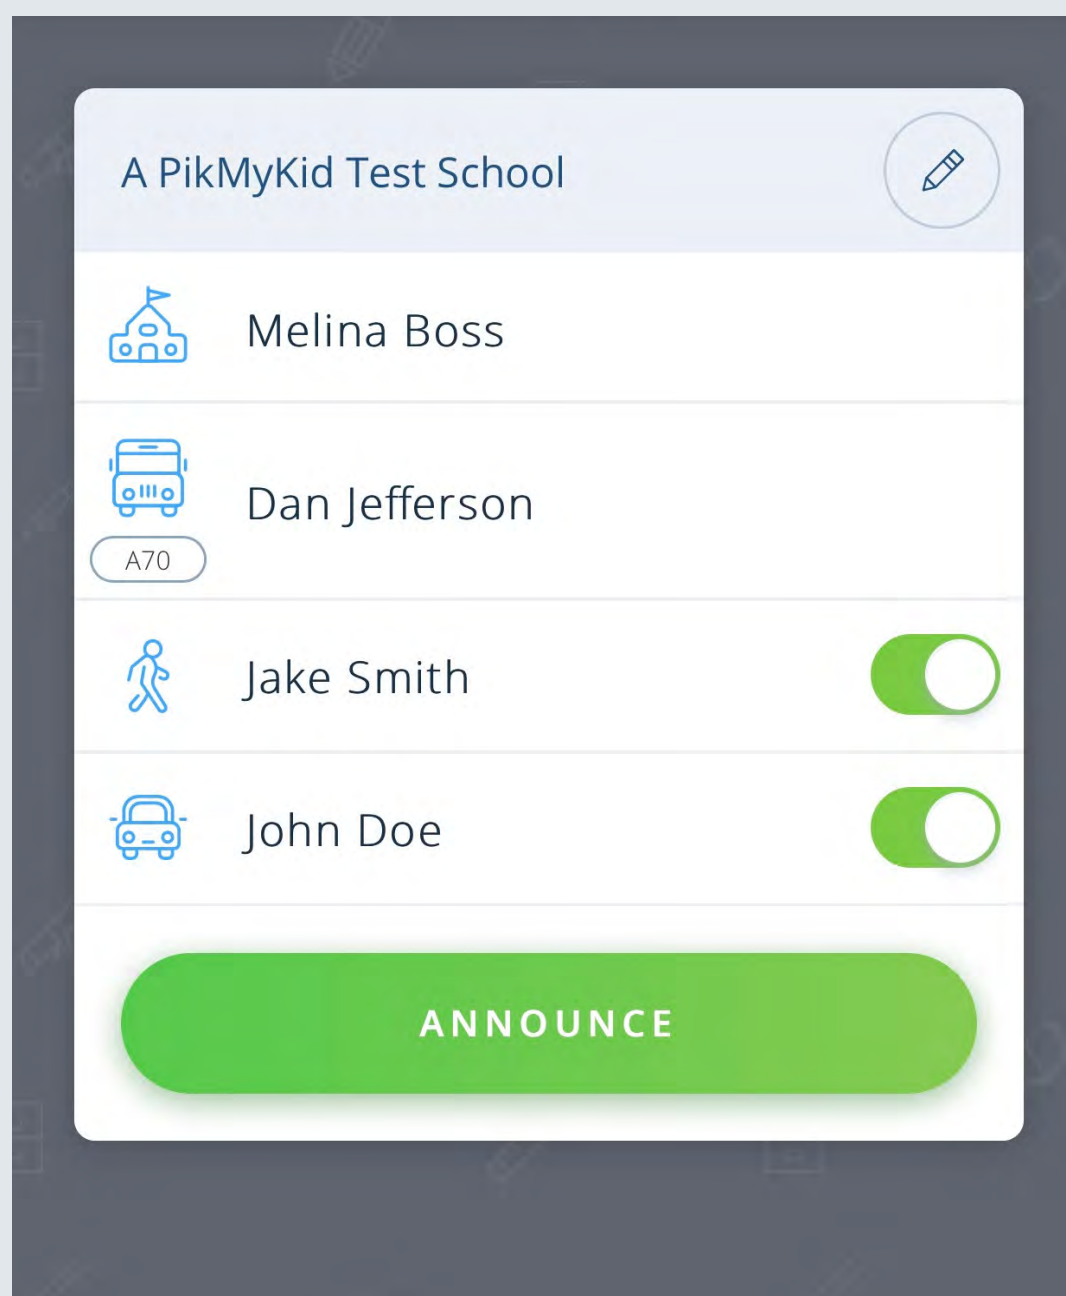 A PikMyKid Test School
Melina Boss
Dan Jefferson
A70
Jake Smith
John Doe
ANNOUNCE